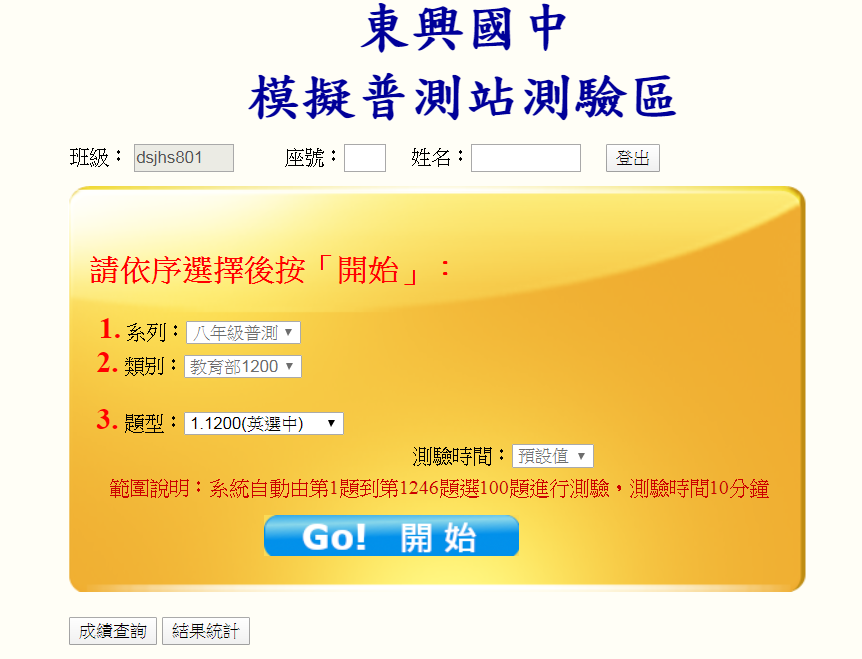 東興國中
模擬普測站測驗區
班級： dsjhs801 座號： 姓名： 登出
請依序選擇後按「開始」：
1. 系列： 八年級普測
2. 類別： 教育部1200
3. 題型： 1.1200(英選中)
測驗時間： 預設值
範圍說明：系統自動由第1題到第1246題選100題進行測驗，測驗時間10分鐘
Go! 開始
成績查詢 結果統計